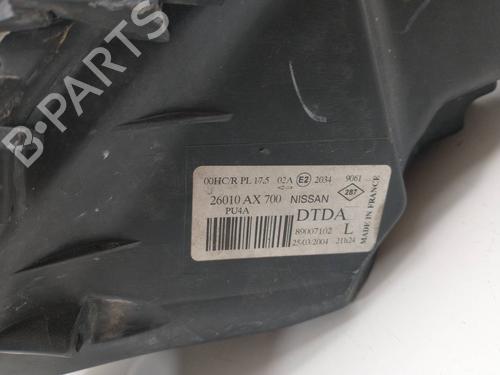 B-PARTS
00HC/R PL 17.5 02A E2 2034 9061
26010 AX 700 NISSAN 287
PU4A DTDA
89007102 L
25/03/2004 21h24
MADE IN FRANCE